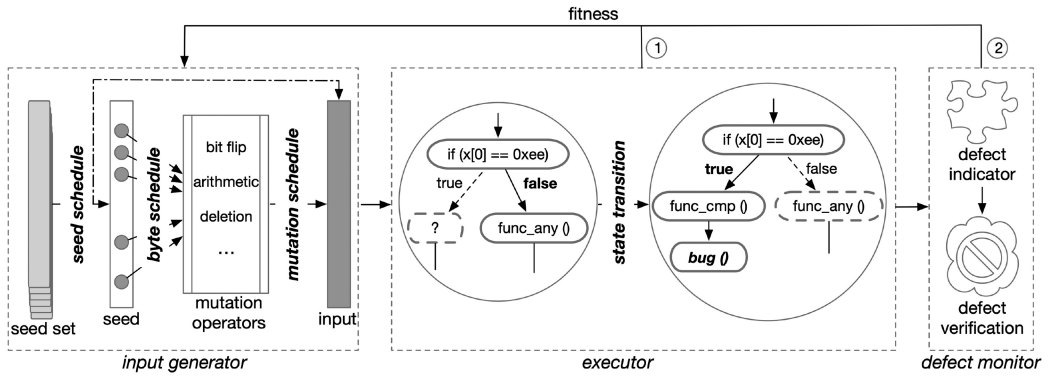 fitness
①
②
seed schedule
byte schedule
mutation schedule
bit flip
arithmetic
deletion
...
seed set
seed
mutation
operators
input
input generator
if (x[0] == 0xee)
true
false
?
func_any ()
state transition
if (x[0] == 0xee)
true
false
func_cmp ()
func_any ()
bug ()
executor
defect
indicator
defect
verification
defect monitor